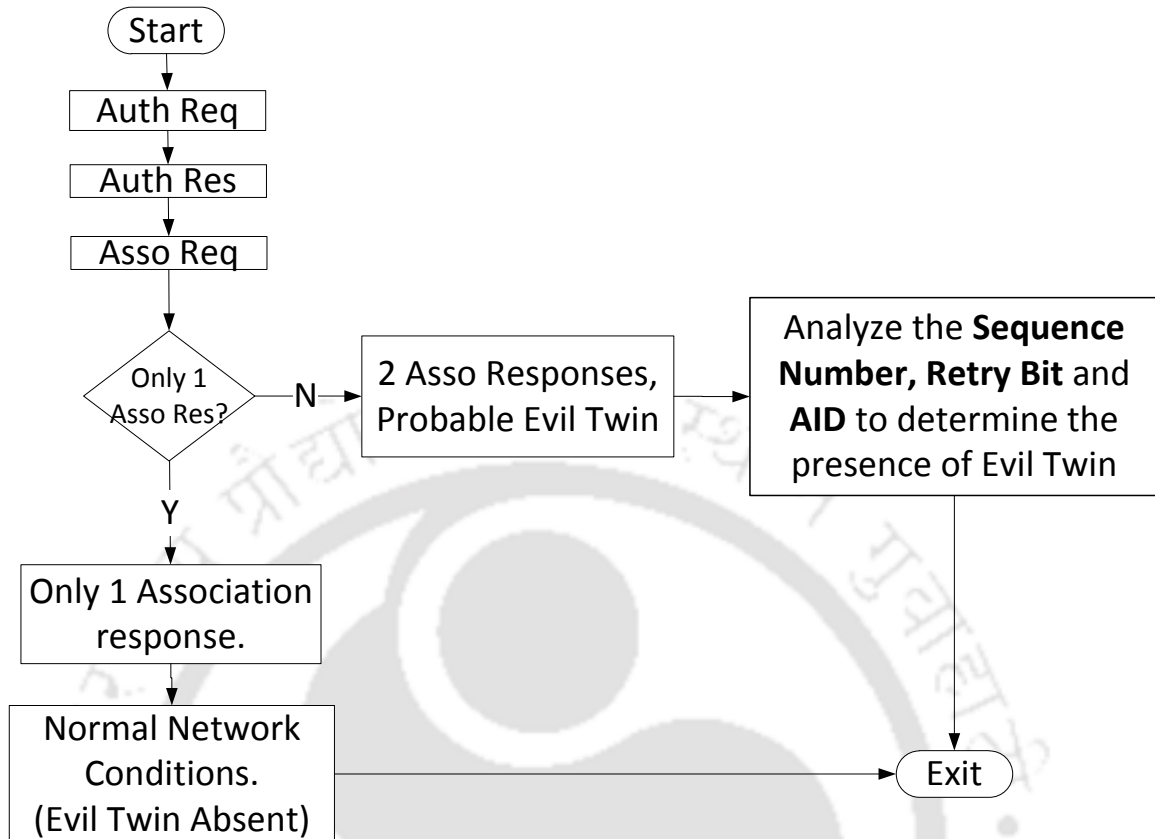 Start
Auth Req
Auth Res
Asso Req
Only 1
Asso Res?
N
2 Asso Responses,
Probable Evil Twin
Analyze the Sequence
Number, Retry Bit and
AID to determine the
presence of Evil Twin
Y
Only 1 Association
response.
Normal Network
Conditions.
(Evil Twin Absent)
Exit